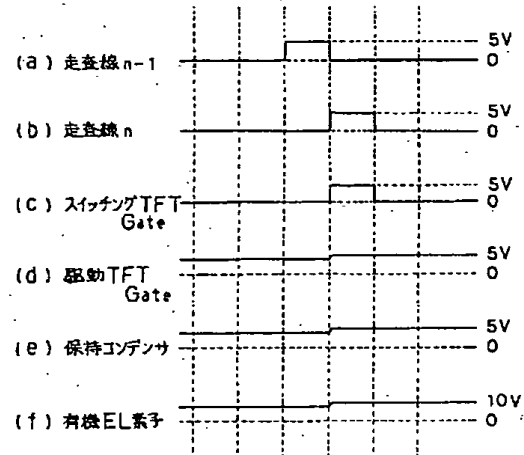 (a) 走査線n-1 5V
0
(b) 走査線n 5V
0
(c) スイッチングTFT 5V
Gate 0
(d) 駆動TFT 5V
Gate 0
(e) 保持コンデンサ 5V
0
(f) 有機EL素子 10V
0